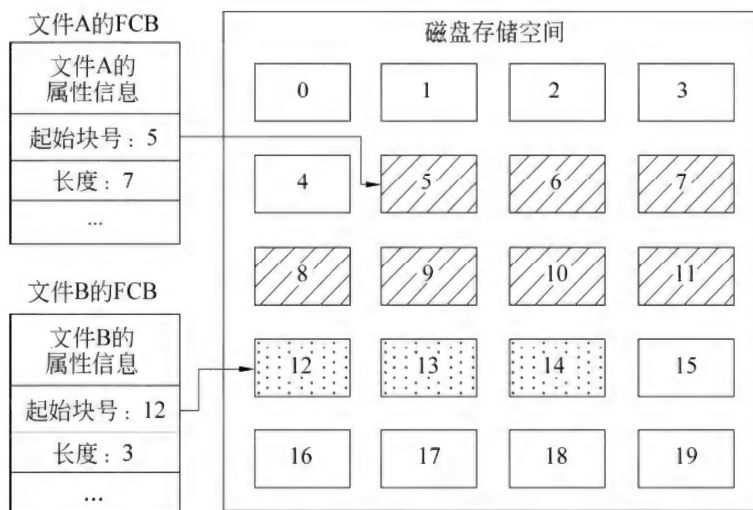 文件A的FCB
文件A的
属性信息
起始块号：5
长度：7
...
文件B的FCB
文件B的
属性信息
起始块号：12
长度：3
...
磁盘存储空间
0 1 2 3
4 5 6 7
8 9 10 11
12 13 14 15
16 17 18 19